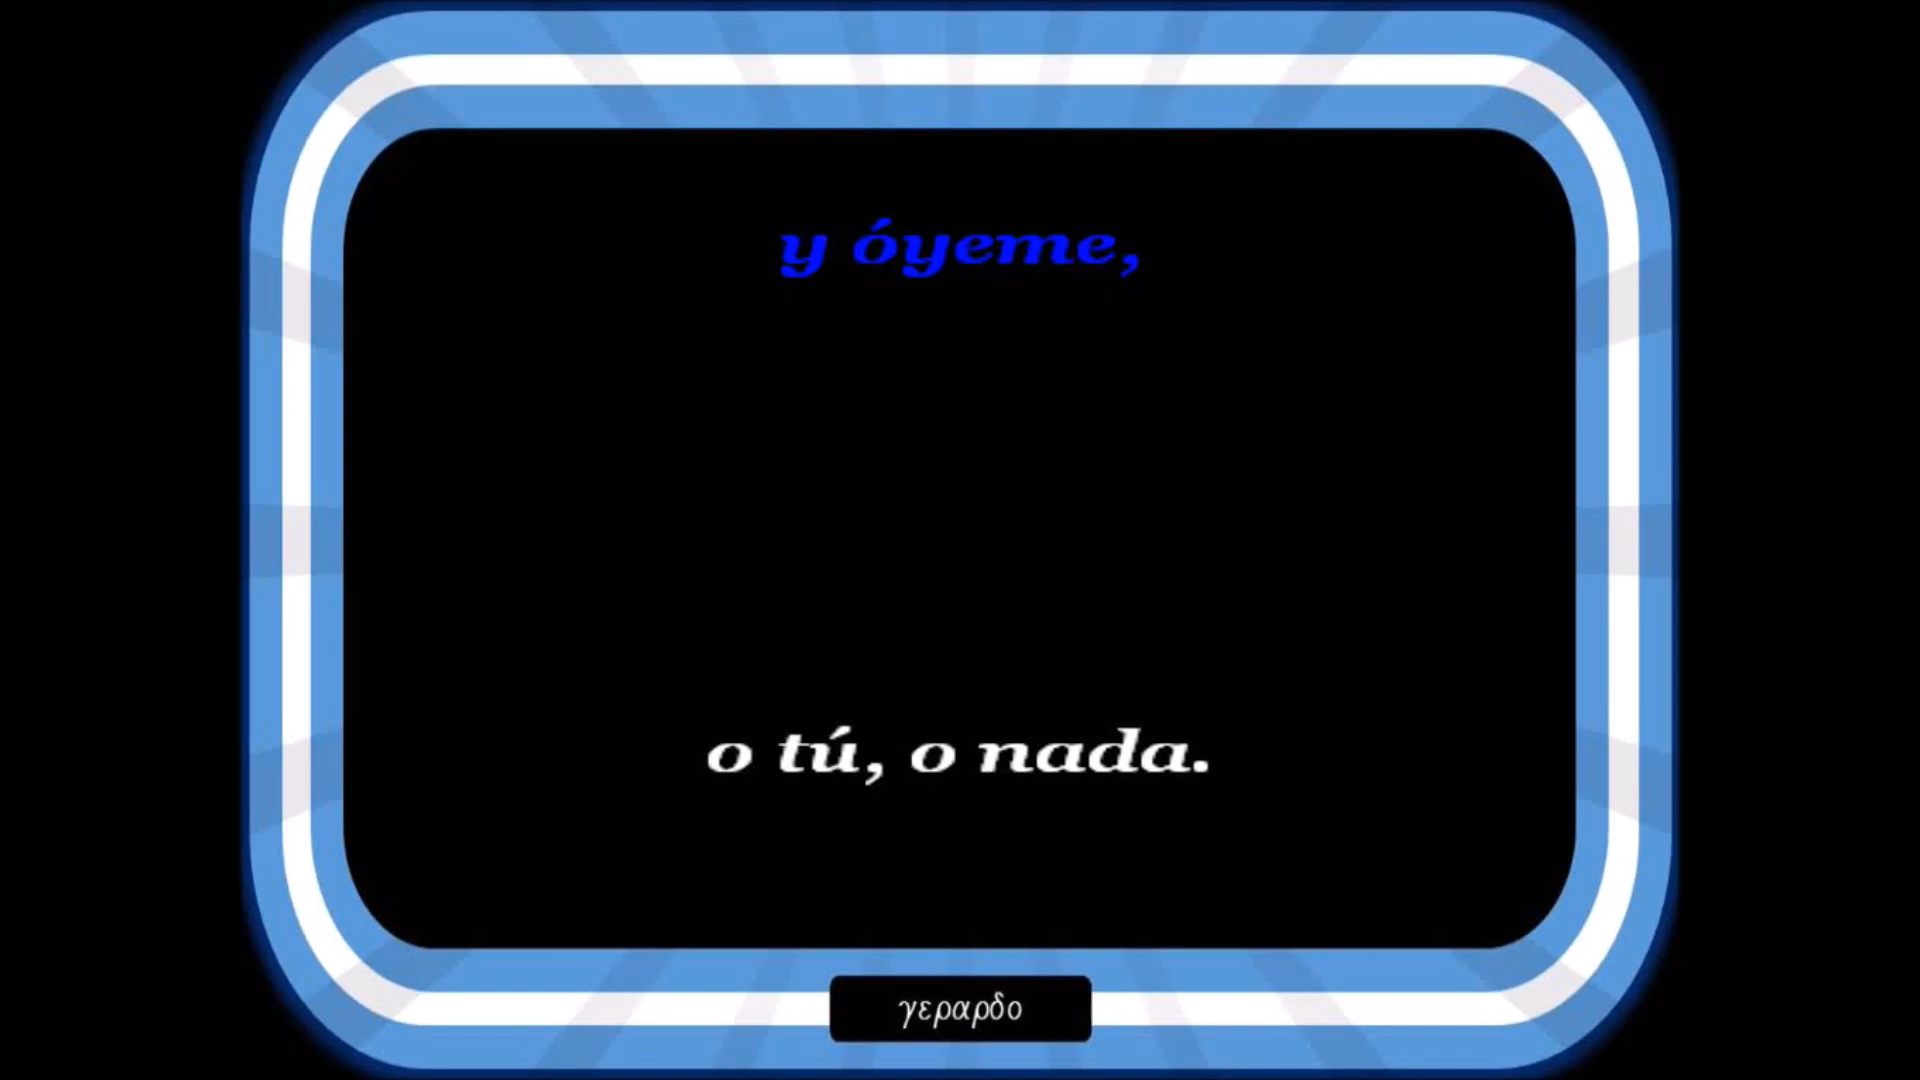 y óyeme,
o tú, o nada.
γεραρδο